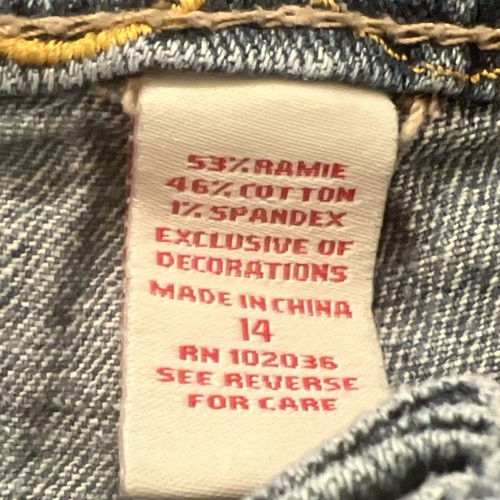 53% RAMIE
46% COTTON
1% SPANDEX
EXCLUSIVE OF
DECORATIONS
MADE IN CHINA
14
RN 102036
SEE REVERSE
FOR CARE